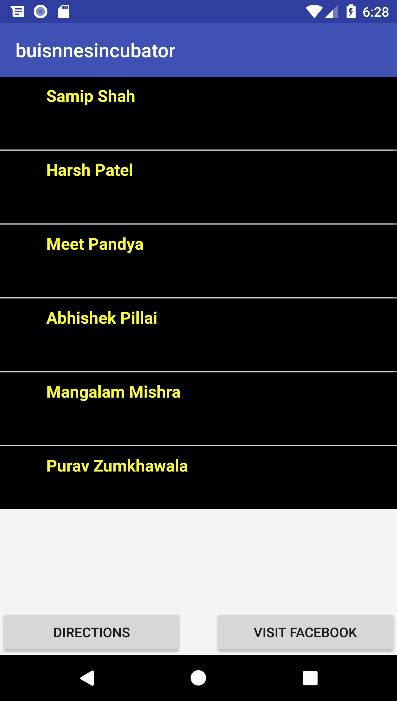 6:28
buisnnesincubator
Samip Shah
Harsh Patel
Meet Pandya
Abhishek Pillai
Mangalam Mishra
Purav Zumkhawala
DIRECTIONS VISIT FACEBOOK